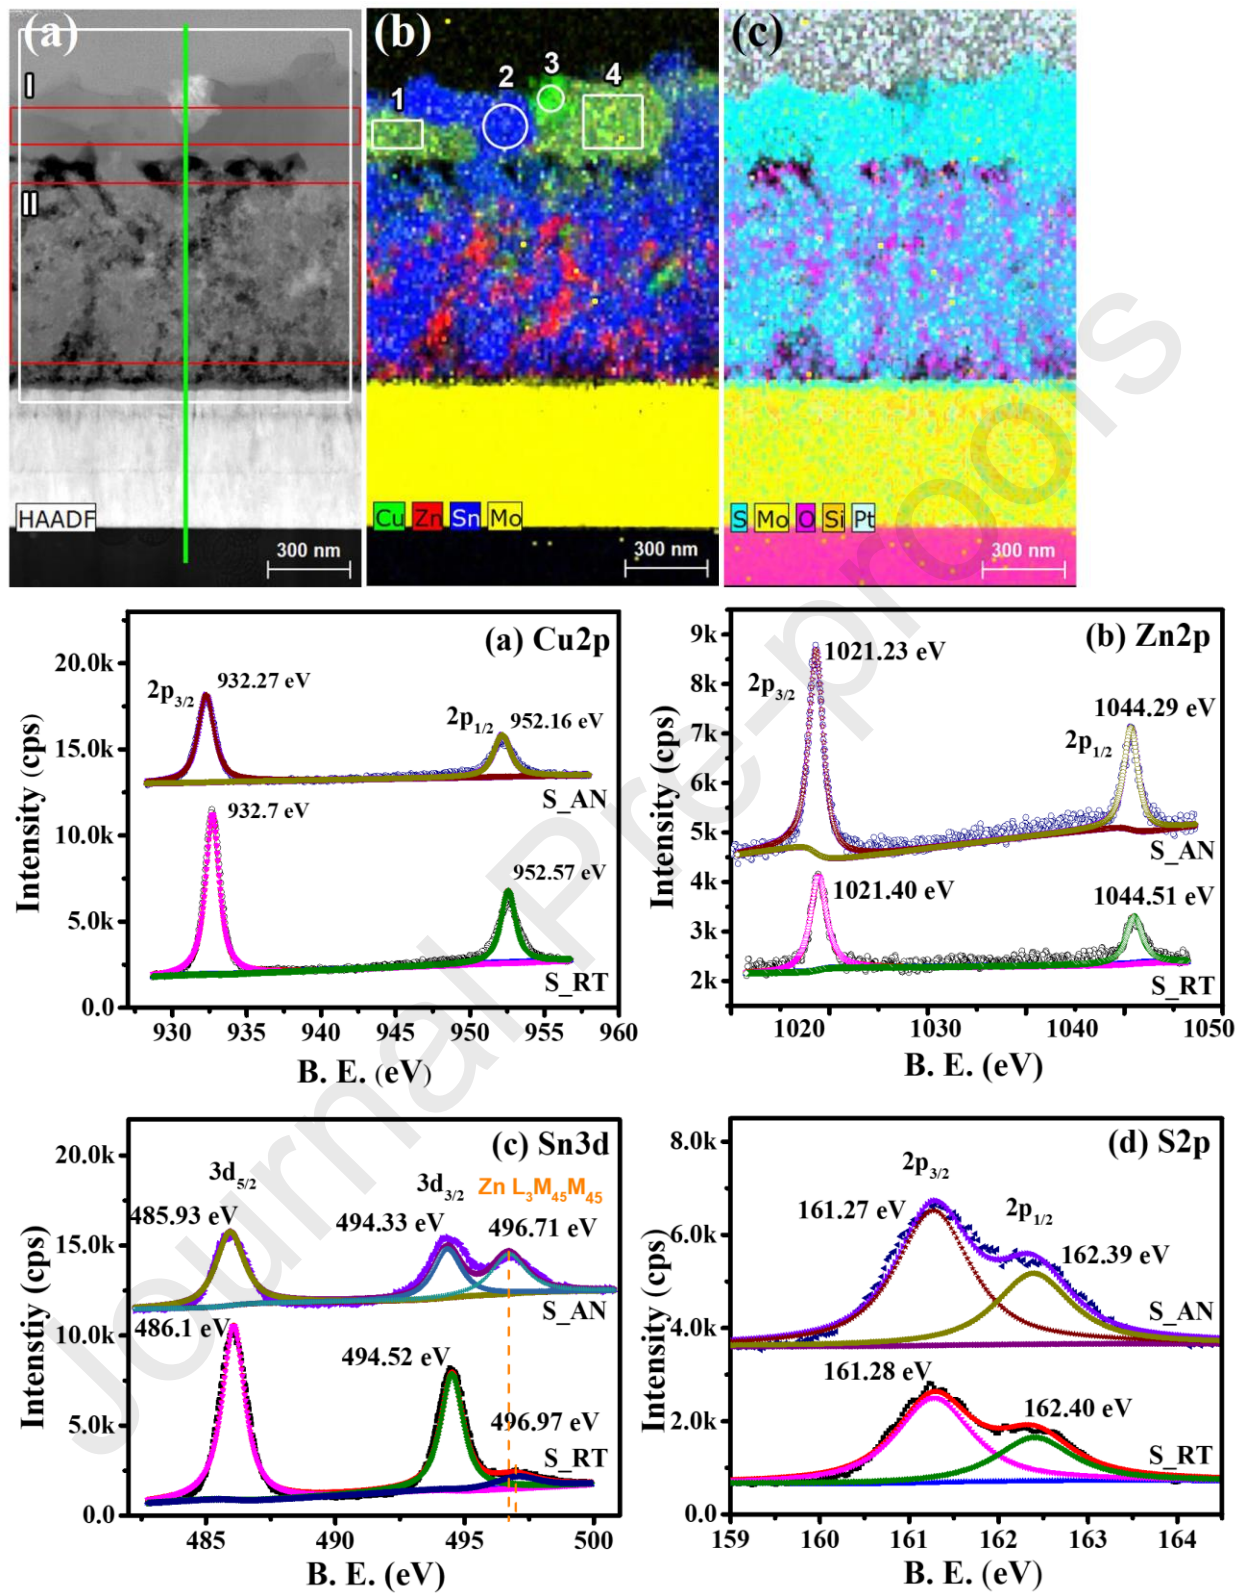 (a)
I
II
HAADF
300 nm
(b)
1
2
3
4
Cu Zn Sn Mo
300 nm
(c)
S Mo O Si Pt
300 nm
Journal Pre-proofs
(a) Cu2p
20.0k
15.0k
10.0k
5.0k
0.0
Intensity (cps)
2p3/2
932.27 eV
2p1/2
952.16 eV
S_AN
932.7 eV
952.57 eV
S_RT
930 935 940 945 950 955 960
B. E. (eV)
(b) Zn2p
9k
8k
7k
6k
5k
4k
3k
2k
Intensity (cps)
2p3/2
1021.23 eV
1044.29 eV
2p1/2
S_AN
1021.40 eV
1044.51 eV
S_RT
1020 1030 1040 1050
B. E. (eV)
(c) Sn3d
20.0k
15.0k
10.0k
5.0k
0.0
Intenstiy (cps)
3d5/2
3d3/2
Zn L3M45M45
485.93 eV
494.33 eV
496.71 eV
S_AN
486.1 eV
494.52 eV
496.97 eV
S_RT
485 490 495 500
B. E. (eV)
(d) S2p
8.0k
6.0k
4.0k
2.0k
0.0
Intensity (cps)
2p3/2
161.27 eV
2p1/2
162.39 eV
S_AN
161.28 eV
162.40 eV
S_RT
159 160 161 162 163 164
B. E. (eV)